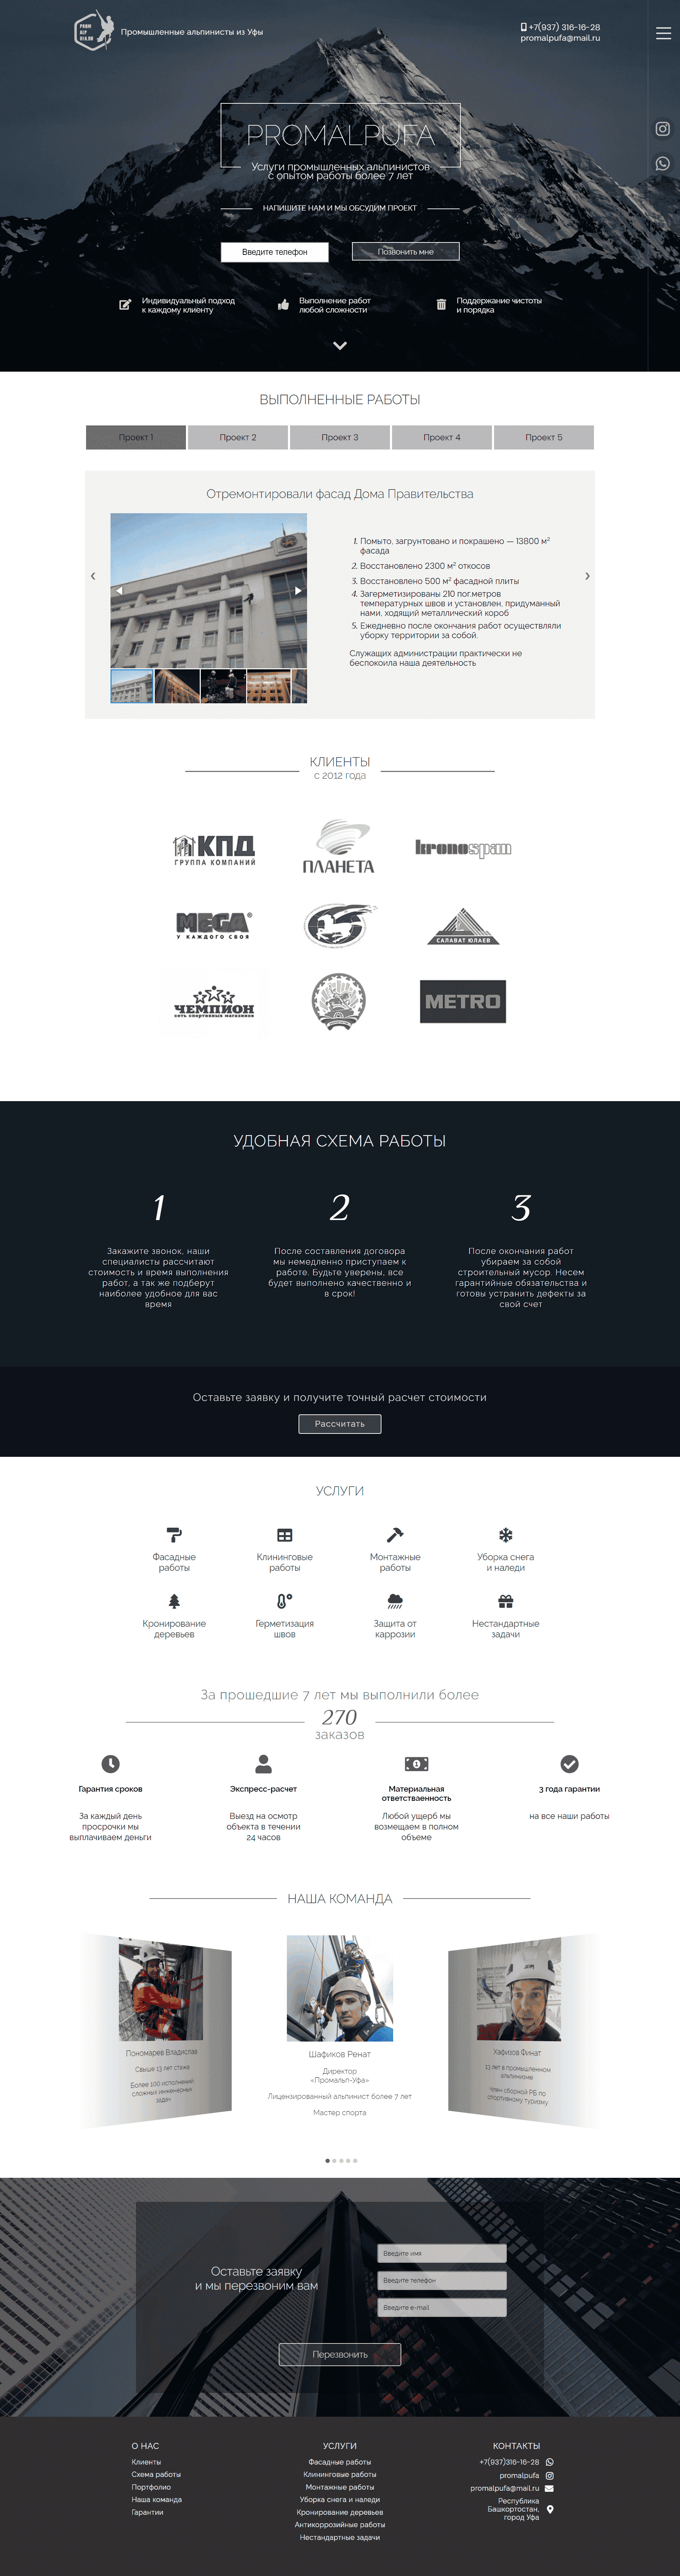 PROM
ALP
UFA.RU
Промышленные альпинисты из Уфы
+7(937) 316-16-28
promalpufa@mail.ru
PROMALPUFA
Услуги промышленных альпинистов
с опытом работы более 7 лет
НАПИШИТЕ НАМ И МЫ ОБСУДИМ ПРОЕКТ
Введите телефон
Позвонить мне
Индивидуальный подход
к каждому клиенту
Выполнение работ
любой сложности
Поддержание чистоты
и порядка
ВЫПОЛНЕННЫЕ РАБОТЫ
Проект 1
Проект 2
Проект 3
Проект 4
Проект 5
Отремонтировали фасад Дома Правительства
1. Помыто, загрунтовано и покрашено — 13800 м²
фасада
2. Восстановлено 2300 м² откосов
3. Восстановлено 500 м² фасадной плиты
4. Загерметизированы 210 пог.метров
температурных швов и установлен, придуманный
нами, ходящий металлический короб
5. Ежедневно после окончания работ осуществляли
уборку территории за собой.
Служащих администрации практически не
беспокоила наша деятельность
КЛИЕНТЫ
с 2012 года
КПД
ГРУППА КОМПАНИЙ
ПЛАНЕТА
kronospan
MEGA®
У КАЖДОГО СВОЯ
САЛАВАТ ЮЛАЕВ
ЧЕМПИОН
сеть спортивных магазинов
METRO
УДОБНАЯ СХЕМА РАБОТЫ
1
2
3
Закажите звонок, наши
специалисты рассчитают
стоимость и время выполнения
работ, а так же подберут
наиболее удобное для вас
время
После составления договора
мы немедленно приступаем к
работе. Будьте уверены, все
будет выполнено качественно и
в срок!
После окончания работ
убираем за собой
строительный мусор. Несем
гарантийные обязательства и
готовы устранить дефекты за
свой счет
Оставьте заявку и получите точный расчет стоимости
Рассчитать
УСЛУГИ
Фасадные
работы
Клининговые
работы
Монтажные
работы
Уборка снега
и наледи
Кронирование
деревьев
Герметизация
швов
Защита от
каррозии
Нестандартные
задачи
За прошедшие 7 лет мы выполнили более
270
заказов
Гарантия сроков
За каждый день
просрочки мы
выплачиваем деньги
Экспресс-расчет
Выезд на осмотр
объекта в течении
24 часов
Материальная
ответстваенность
Любой ущерб мы
возмещаем в полном
объеме
3 года гарантии
на все наши работы
НАША КОМАНДА
Пономарев Владислав
Свыше 13 лет стажа
Более 100 исполнений
сложных инженерных
задач
Шафиков Ренат
Директор
«Промальп-Уфа»
Лицензированный альпинист более 7 лет
Мастер спорта
Хафизов Финат
13 лет в промышленном
альпинизме
Член сборной РБ по
спортивному туризму
Оставьте заявку
и мы перезвоним вам
Введите имя
Введите телефон
Введите e-mail
Перезвонить
О НАС
Клиенты
Схема работы
Портфолио
Наша команда
Гарантии
УСЛУГИ
Фасадные работы
Клининговые работы
Монтажные работы
Уборка снега и наледи
Кронирование деревьев
Антикоррозийные работы
Нестандартные задачи
КОНТАКТЫ
+7(937)316-16-28
promalpufa
promalpufa@mail.ru
Республика
Башкортостан,
город Уфа